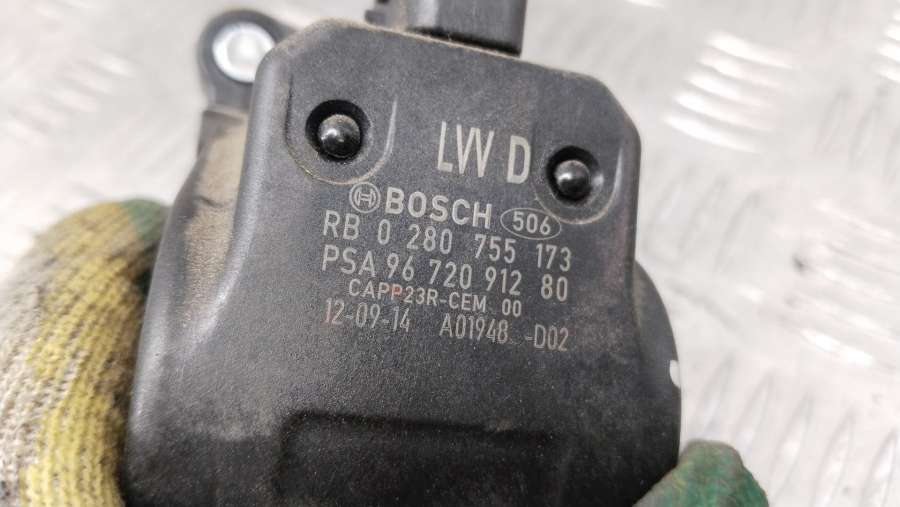 LW D
BOSCH 506
RB 0 280 755 173
PSA 96 720 912 80
CAPP23R-CEM 00
12-09-14 A01948 -D02